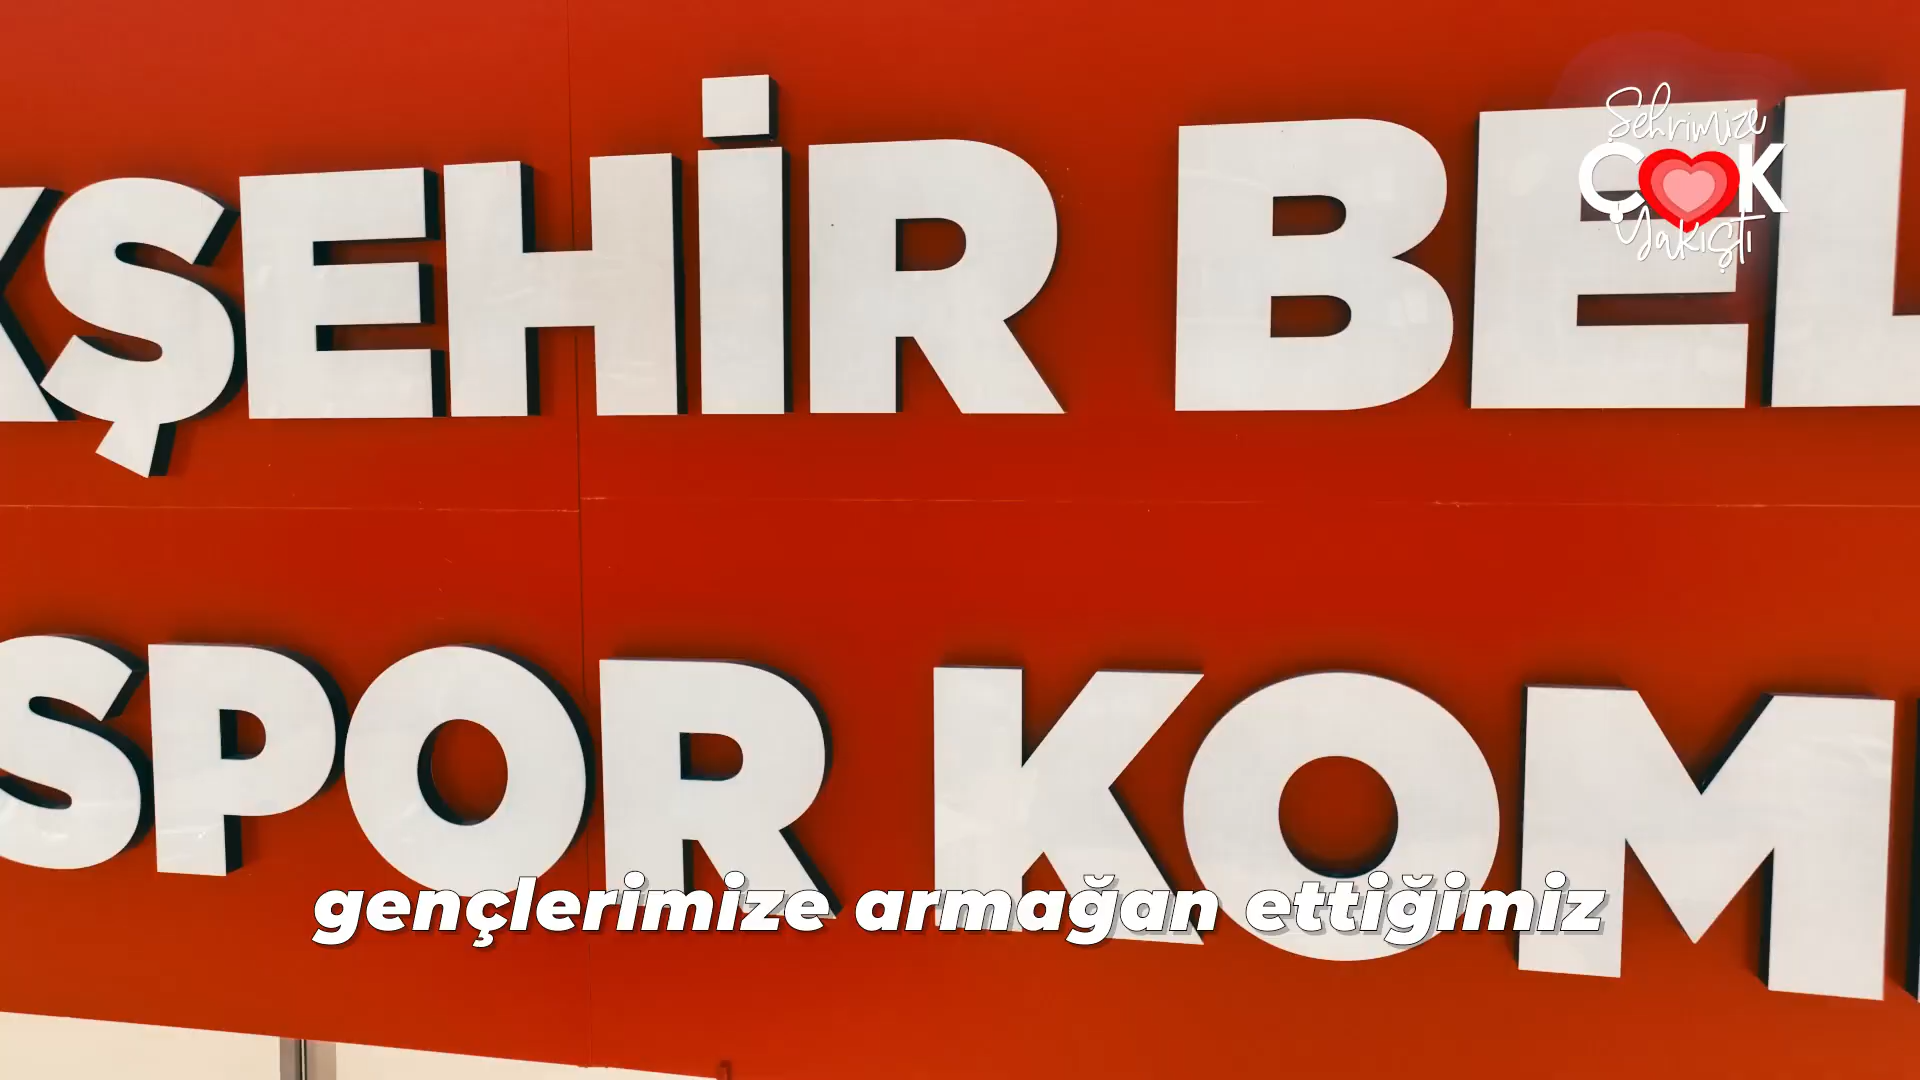 KŞEHİR BEL
Şehrimize
ÇOK
Yakıştı
SPOR KOM
gençlerimize armağan ettiğimiz